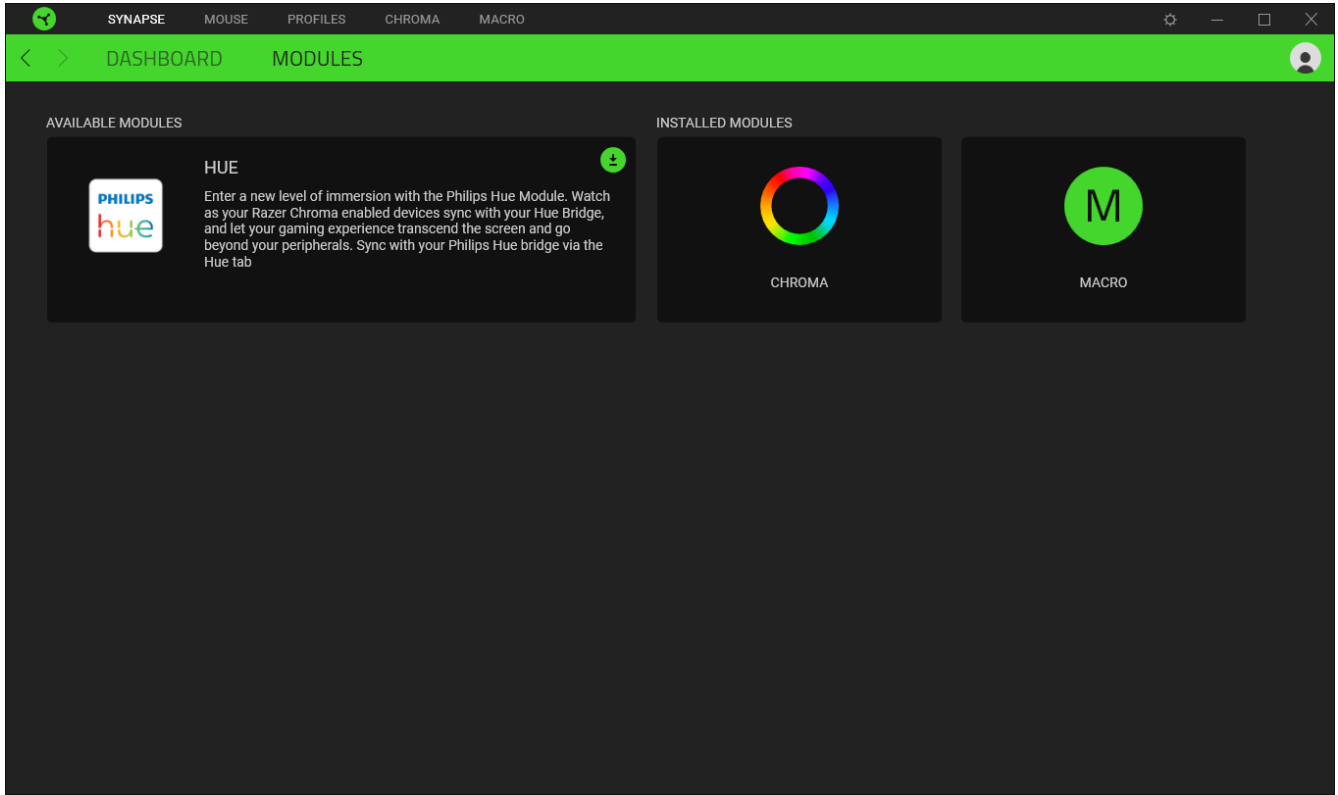 SYNAPSE MOUSE PROFILES CHROMA MACRO
DASHBOARD MODULES
AVAILABLE MODULES
PHILIPS
hue
HUE
Enter a new level of immersion with the Philips Hue Module. Watch
as your Razer Chroma enabled devices sync with your Hue Bridge,
and let your gaming experience transcend the screen and go
beyond your peripherals. Sync with your Philips Hue bridge via the
Hue tab
INSTALLED MODULES
CHROMA
M
MACRO